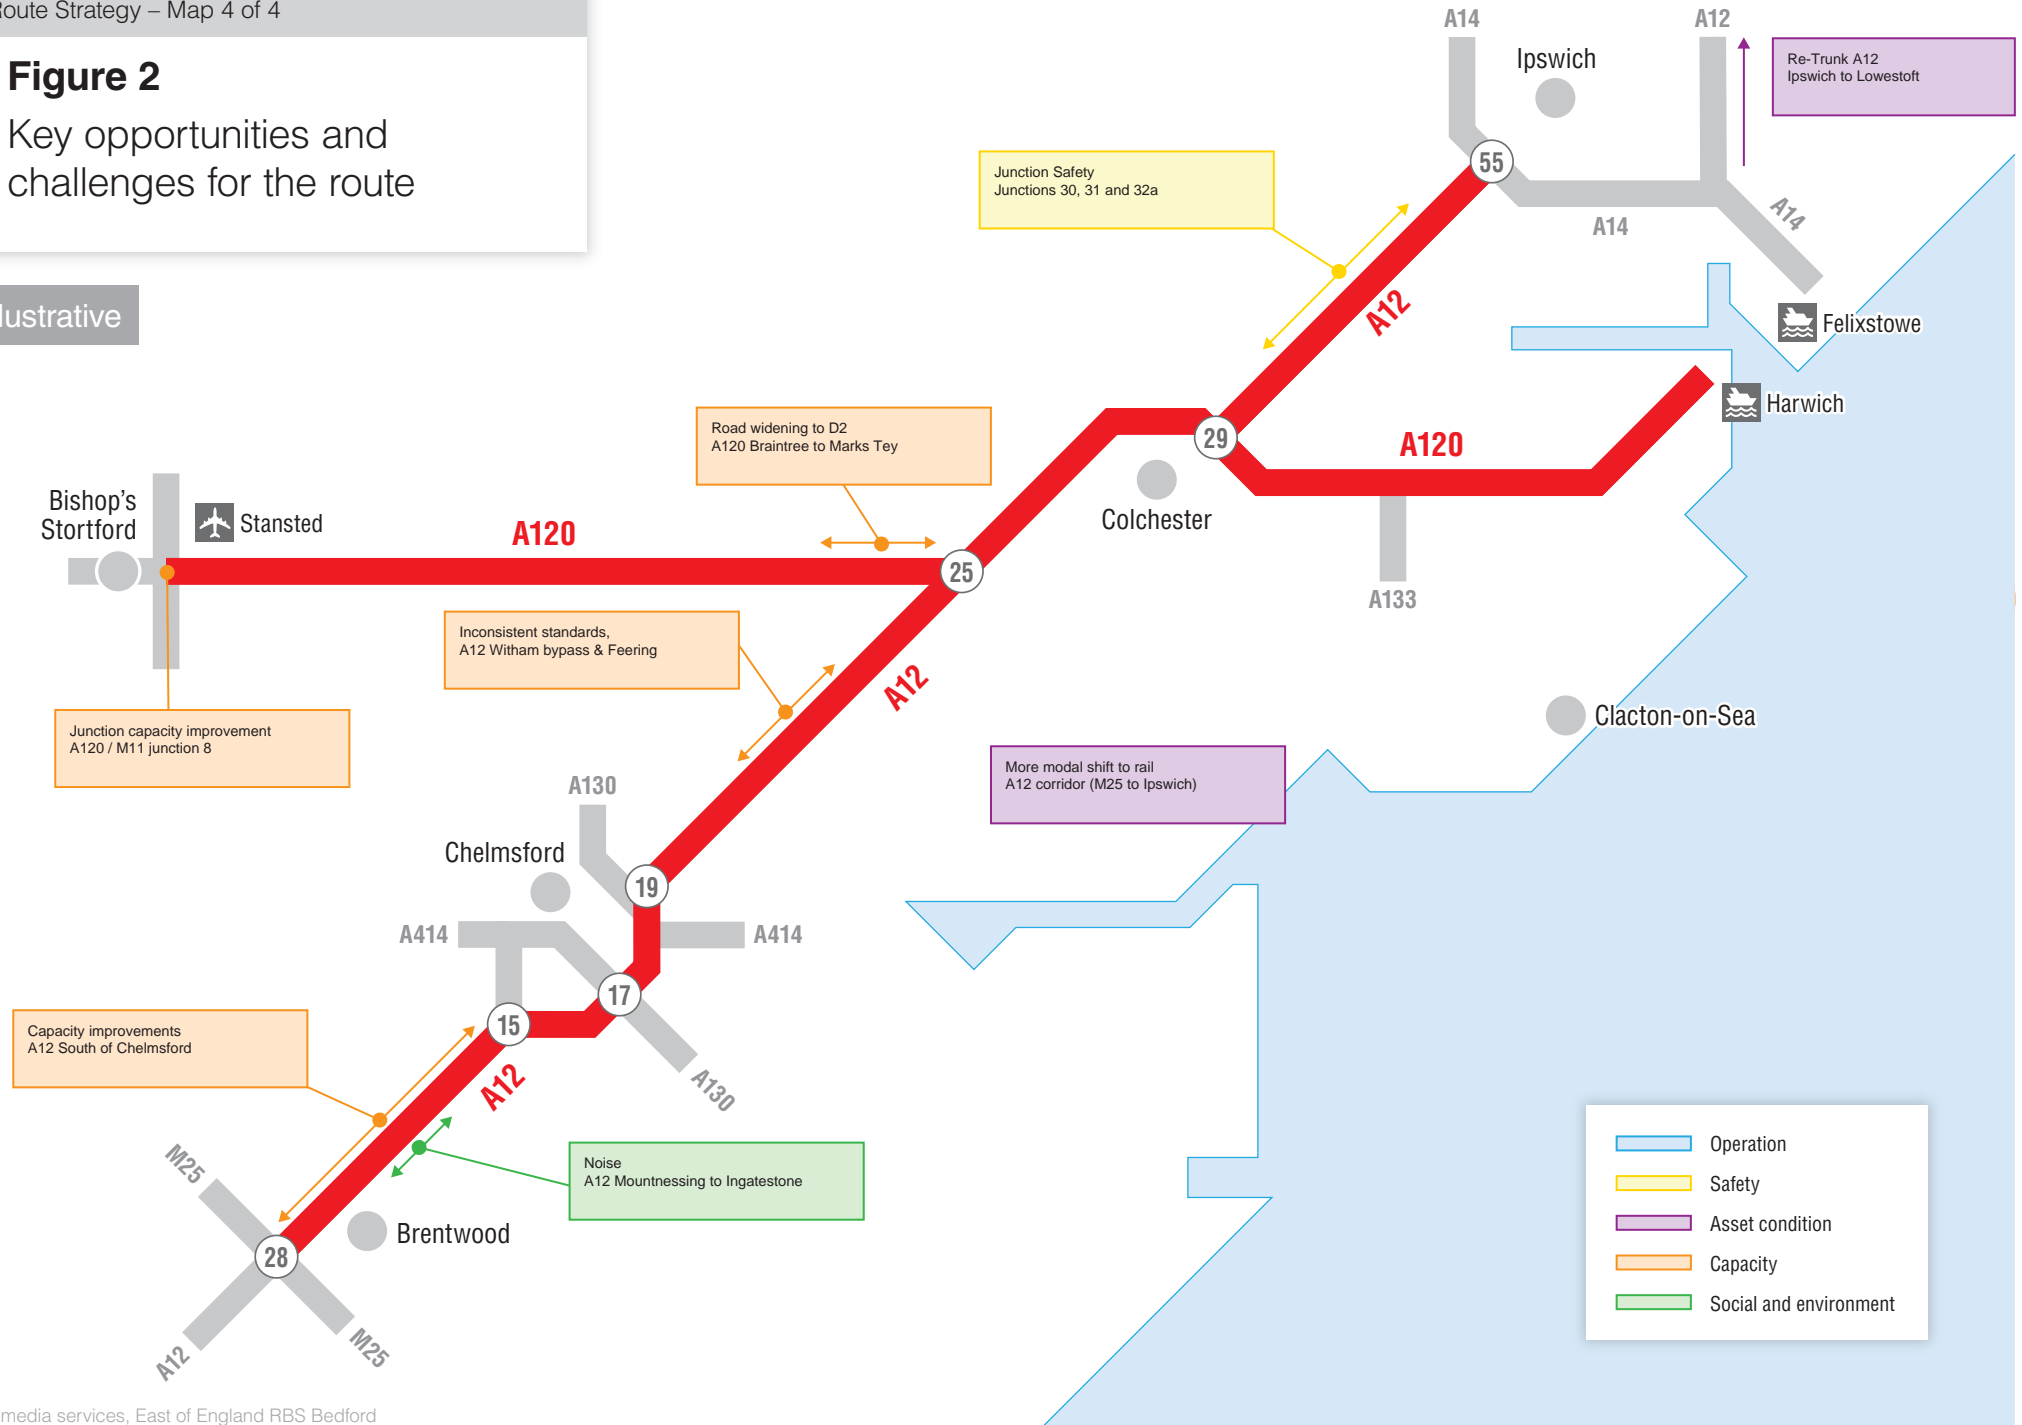 Route Strategy – Map 4 of 4
Figure 2
Key opportunities and
challenges for the route
lustrative
A14
Ipswich
A12
Re-Trunk A12
Ipswich to Lowestoft
Junction Safety
Junctions 30, 31 and 32a
55
A14
A14
A12
Felixstowe
Harwich
Road widening to D2
A120 Braintree to Marks Tey
29
A120
Bishop's
Stortford
Stansted
A120
Colchester
25
A133
Inconsistent standards,
A12 Witham bypass & Feering
A12
Junction capacity improvement
A120 / M11 junction 8
Clacton-on-Sea
More modal shift to rail
A12 corridor (M25 to Ipswich)
A130
Chelmsford
19
A414
A414
17
15
Capacity improvements
A12 South of Chelmsford
A12
A130
M25
Noise
A12 Mountnessing to Ingatestone
Brentwood
28
A12
M25
Operation
Safety
Asset condition
Capacity
Social and environment
media services, East of England RBS Bedford